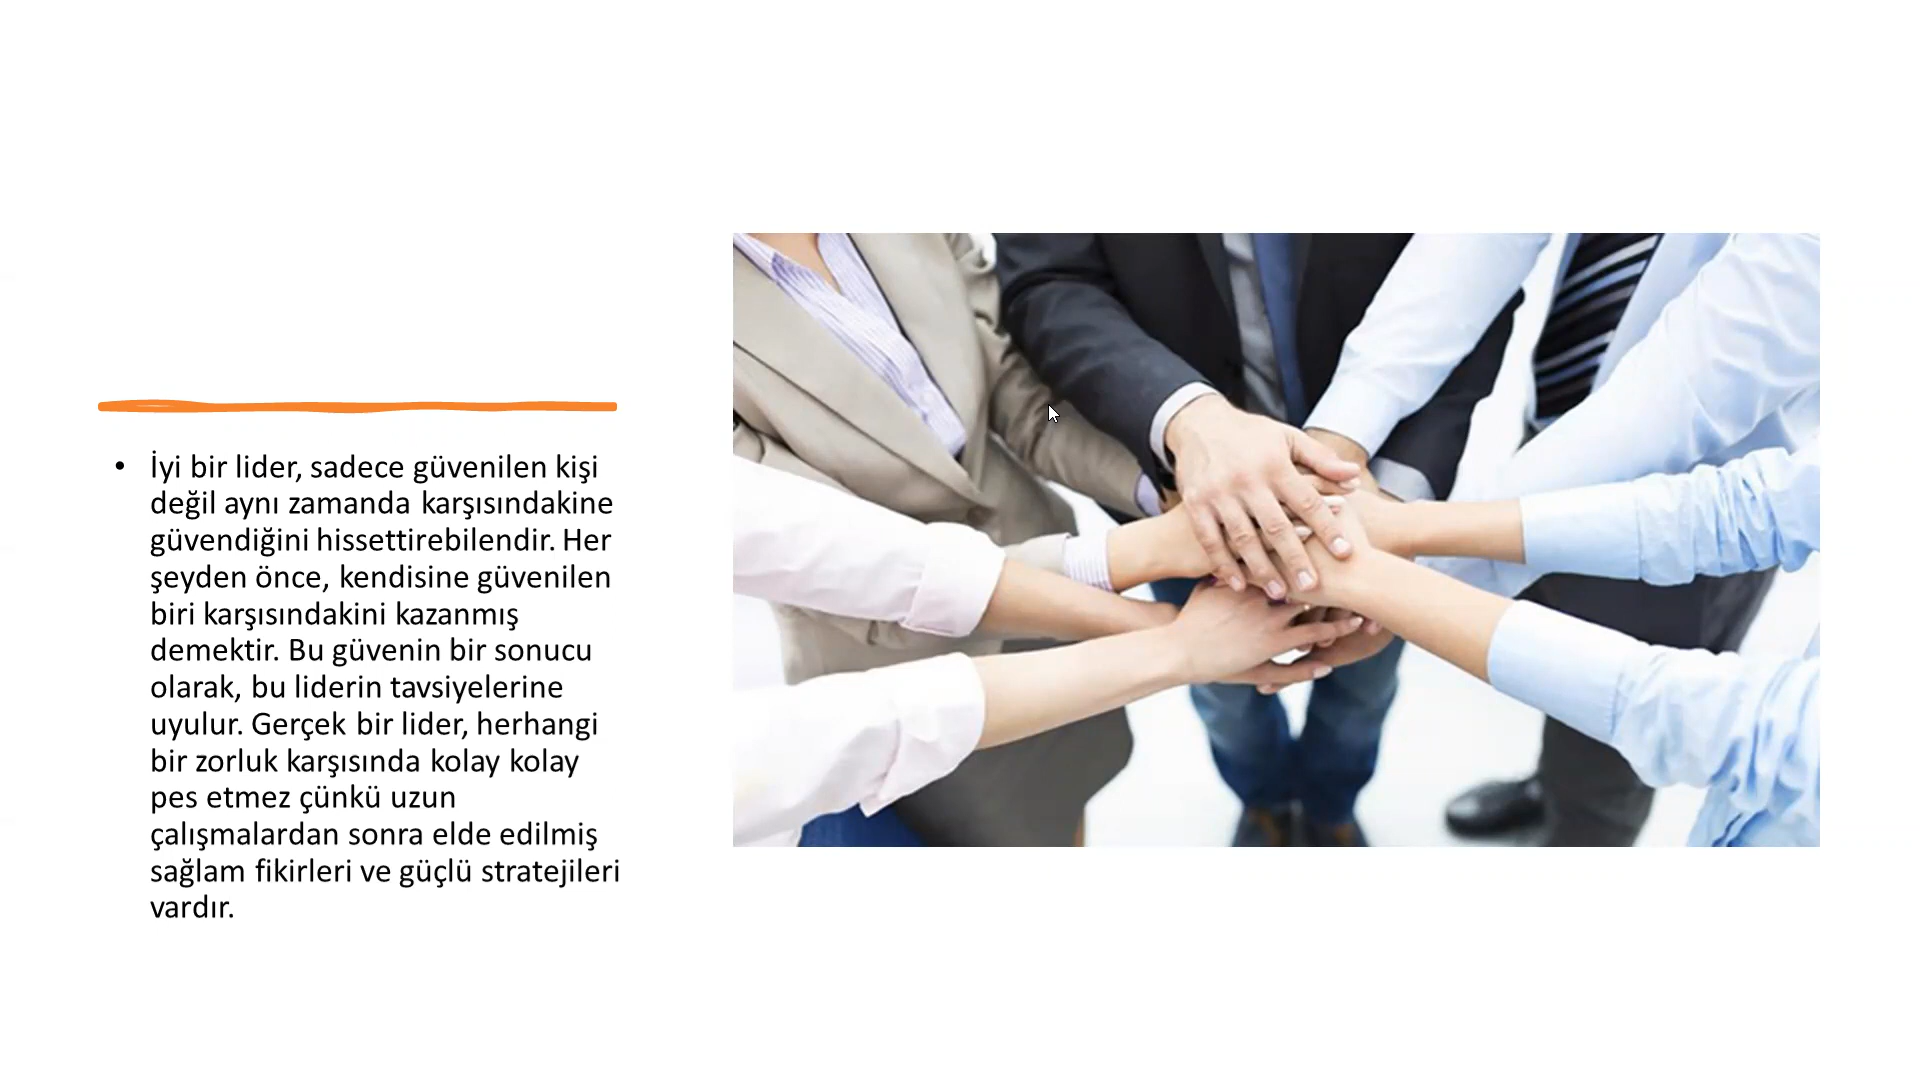 • İyi bir lider, sadece güvenilen kişi
değil aynı zamanda karşısındakine
güvendiğini hissettirebilendir. Her
şeyden önce, kendisine güvenilen
biri karşısındakini kazanmış
demektir. Bu güvenin bir sonucu
olarak, bu liderin tavsiyelerine
uyulur. Gerçek bir lider, herhangi
bir zorluk karşısında kolay kolay
pes etmez çünkü uzun
çalışmalardan sonra elde edilmiş
sağlam fikirleri ve güçlü stratejileri
vardır.